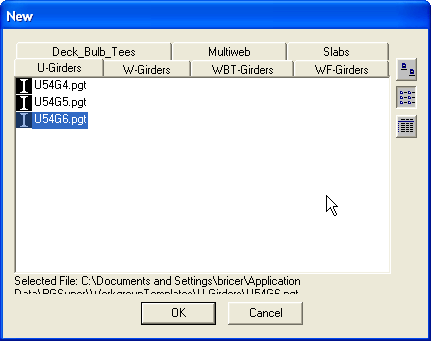 New
Deck_Bulb_Tees Multiweb Slabs
U-Girders W-Girders WBT-Girders WF-Girders
U54G4.pgt
U54G5.pgt
U54G6.pgt
Selected File: C:\Documents and Settings\bricer\Application
Data\PGSuper\WorkgroupTemplates\U-Girders\U54G6.pgt
OK Cancel